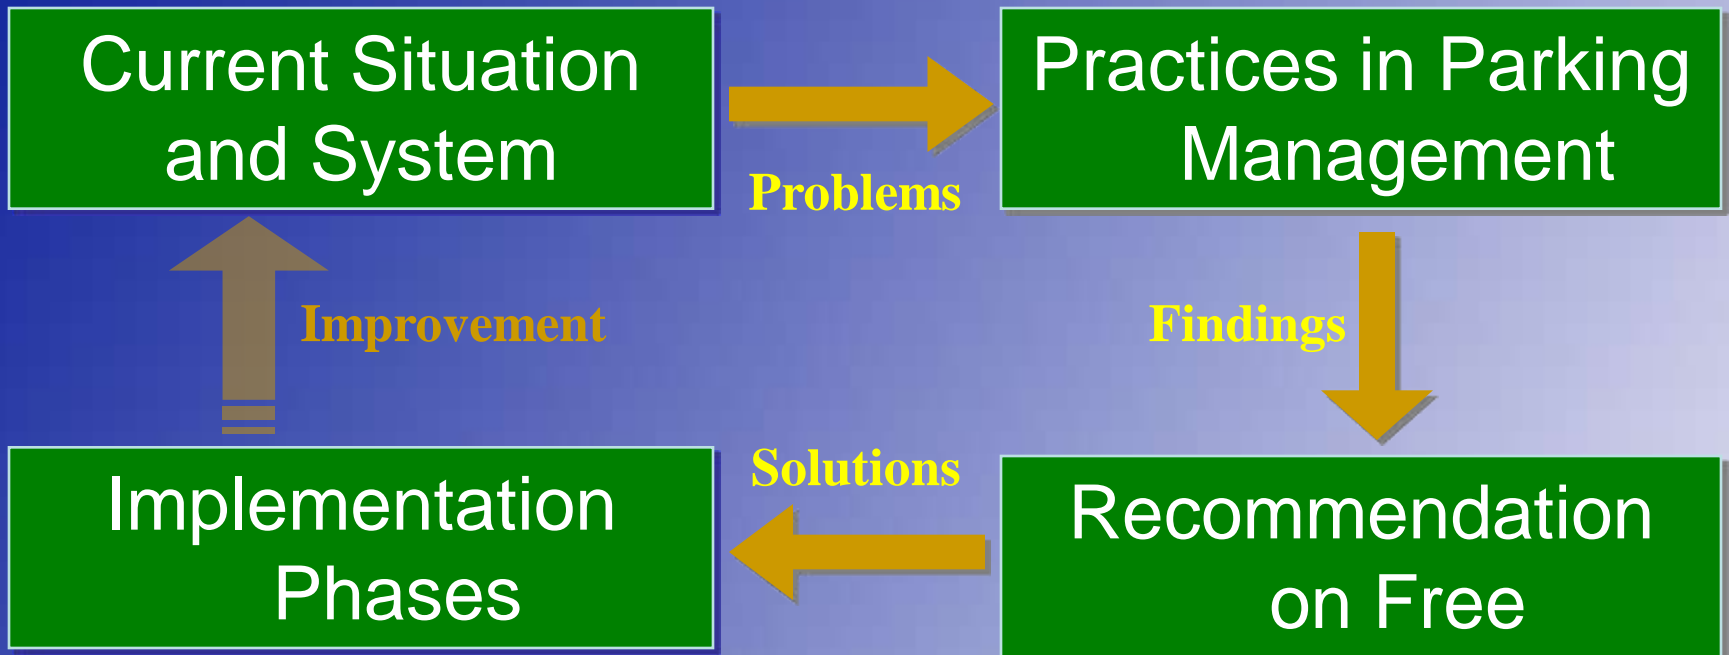 Current Situation
and System
Problems
Practices in Parking
Management
Improvement
Findings
Implementation
Phases
Solutions
Recommendation
on Free